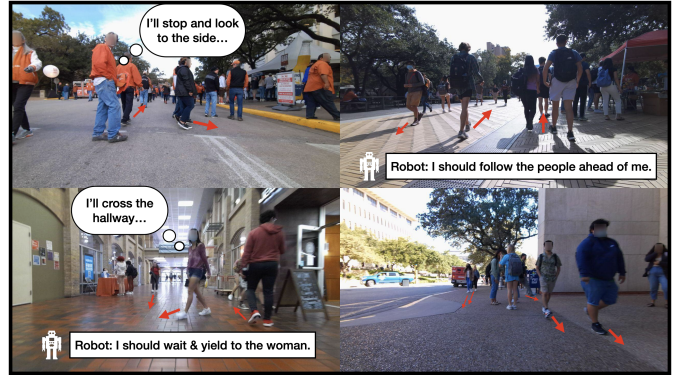 I'll stop and look
to the side...
Robot: I should follow the people ahead of me.
I'll cross the
hallway...
Robot: I should wait & yield to the woman.